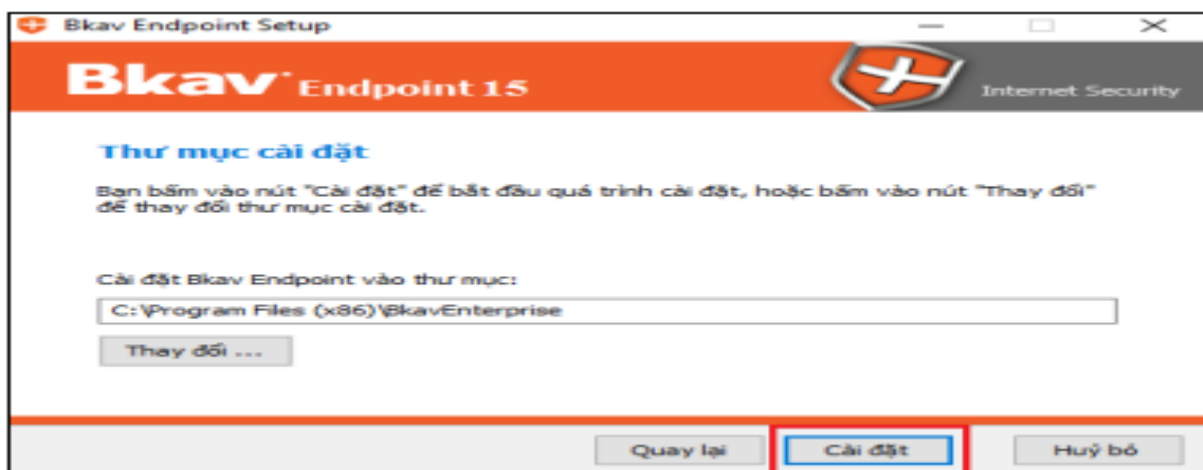 Bkav Endpoint Setup
Bkav Endpoint 15
Internet Security
Thư mục cài đặt
Bạn bấm vào nút "Cài đặt" để bắt đầu quá trình cài đặt, hoặc bấm vào nút "Thay đổi"
để thay đổi thư mục cài đặt.
Cài đặt Bkav Endpoint vào thư mục:
C:\Program Files (x86)\BkavEnterprise
Thay đổi ...
Quay lại
Cài đặt
Huỷ bỏ